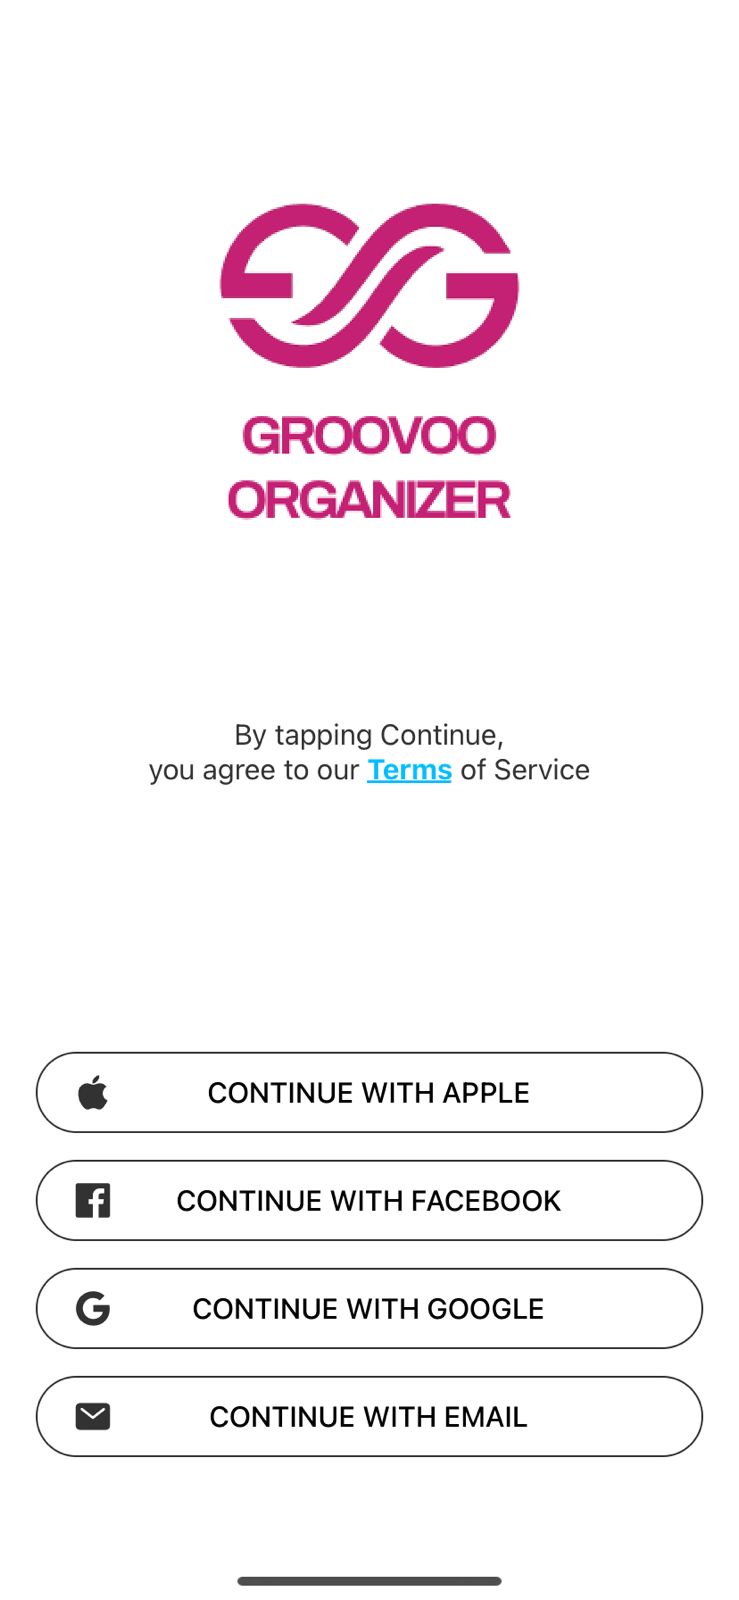 GROOVOO
ORGANIZER
By tapping Continue,
you agree to our Terms of Service
CONTINUE WITH APPLE
CONTINUE WITH FACEBOOK
CONTINUE WITH GOOGLE
CONTINUE WITH EMAIL